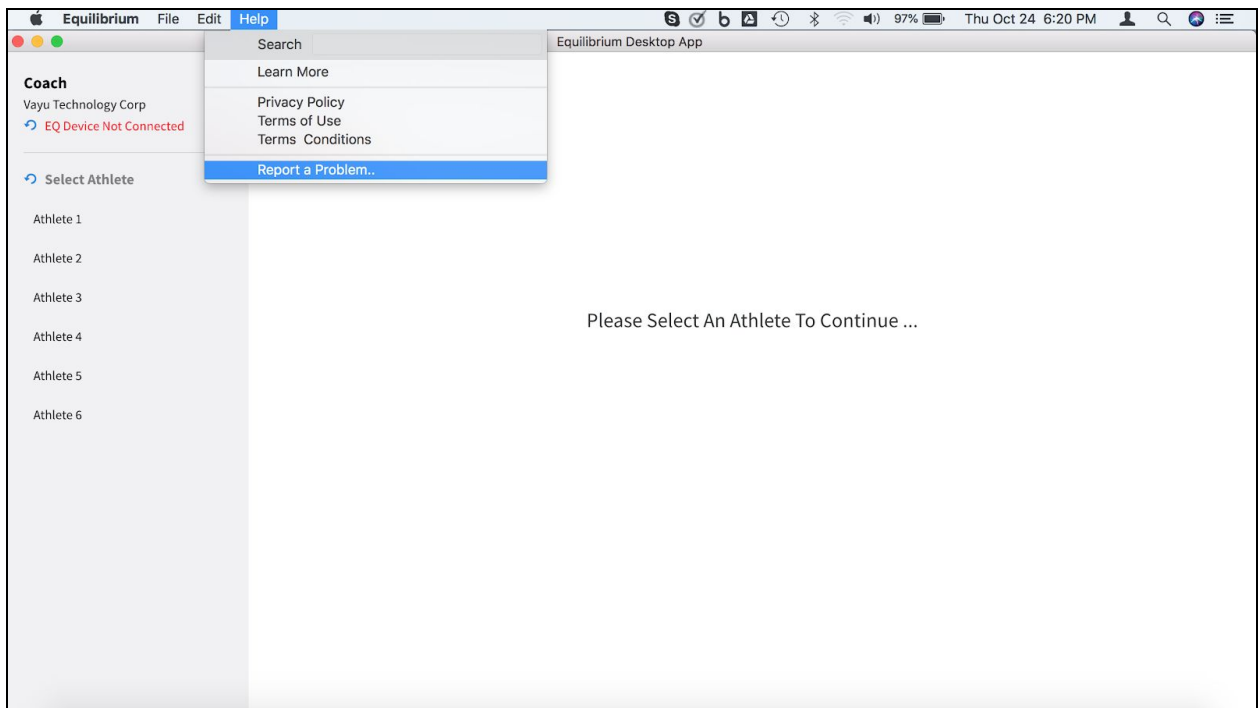 Equilibrium File Edit Help 97% Thu Oct 24 6:20 PM
Equilibrium Desktop App
Search
Learn More
Privacy Policy
Terms of Use
Terms  Conditions
Report a Problem..
Coach
Vayu Technology Corp
EQ Device Not Connected
Select Athlete
Athlete 1
Athlete 2
Athlete 3
Athlete 4
Athlete 5
Athlete 6
Please Select An Athlete To Continue ...